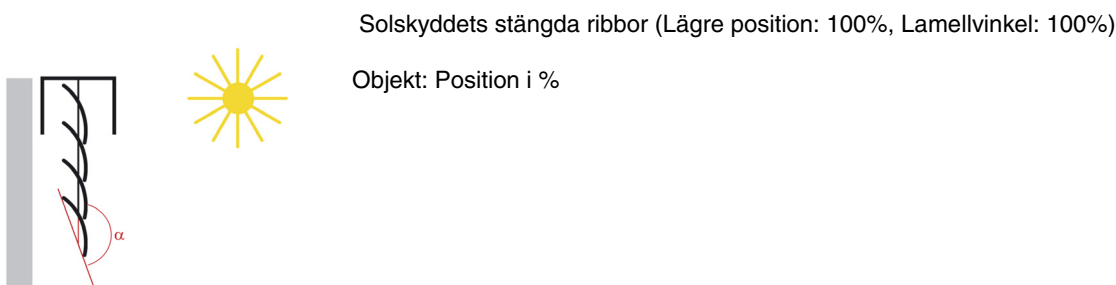 Solskyddets stängda ribbor (Lägre position: 100%, Lamellvinkel: 100%)
Objekt: Position i %
α